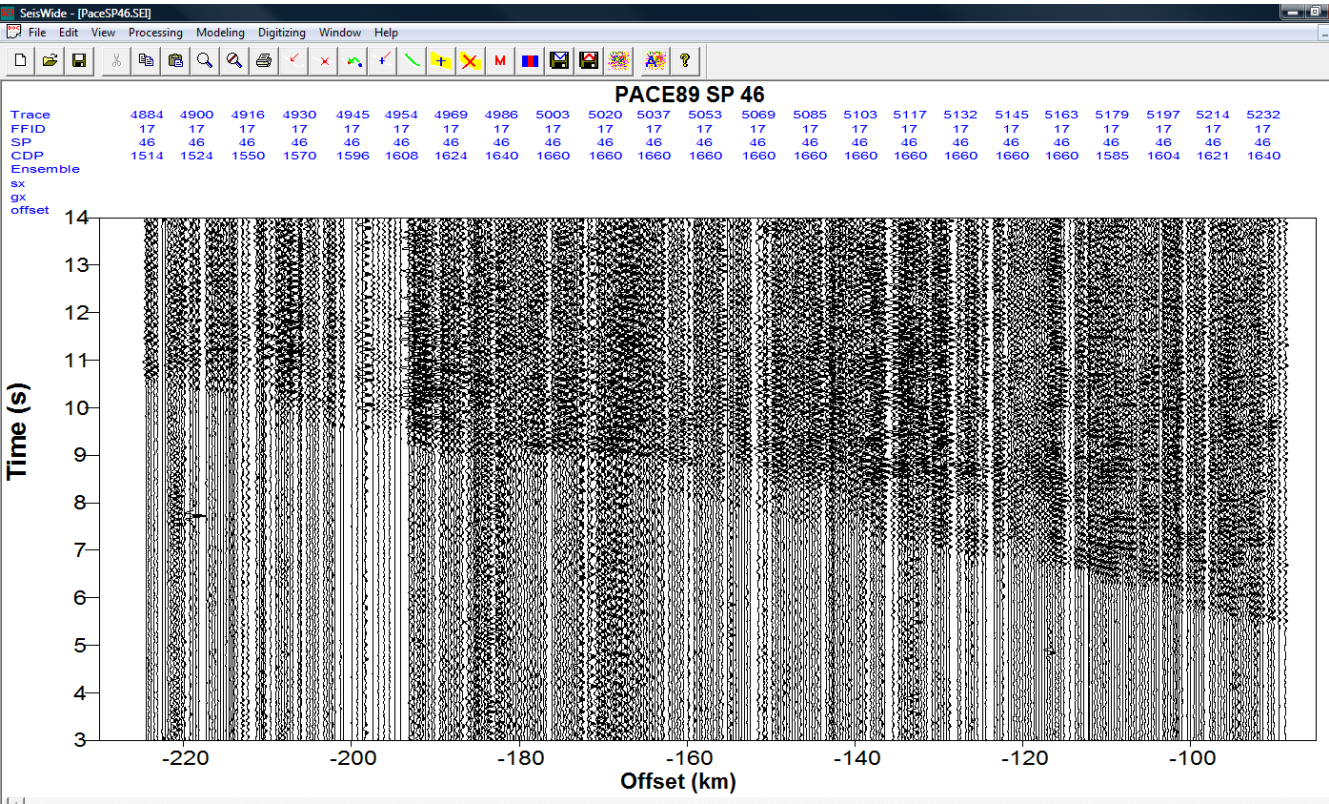 SeisWide - [PaceSP46.SEI]
File Edit View Processing Modeling Digitizing Window Help
M A ?
PACE89 SP 46
Trace 4884 4900 4916 4930 4945 4954 4969 4986 5003 5020 5037 5053 5069 5085 5103 5117 5132 5145 5163 5179 5197 5214 5232
FFID 17 17 17 17 17 17 17 17 17 17 17 17 17 17 17 17 17 17 17 17 17 17 17
SP 46 46 46 46 46 46 46 46 46 46 46 46 46 46 46 46 46 46 46 46 46 46 46
CDP 1514 1524 1550 1570 1596 1608 1624 1640 1660 1660 1660 1660 1660 1660 1660 1660 1660 1660 1660 1585 1604 1621 1640
Ensemble
sx
gx
offset
14
13
12
11
10
9
8
7
6
5
4
3
Time (s)
-220 -200 -180 -160 -140 -120 -100
Offset (km)